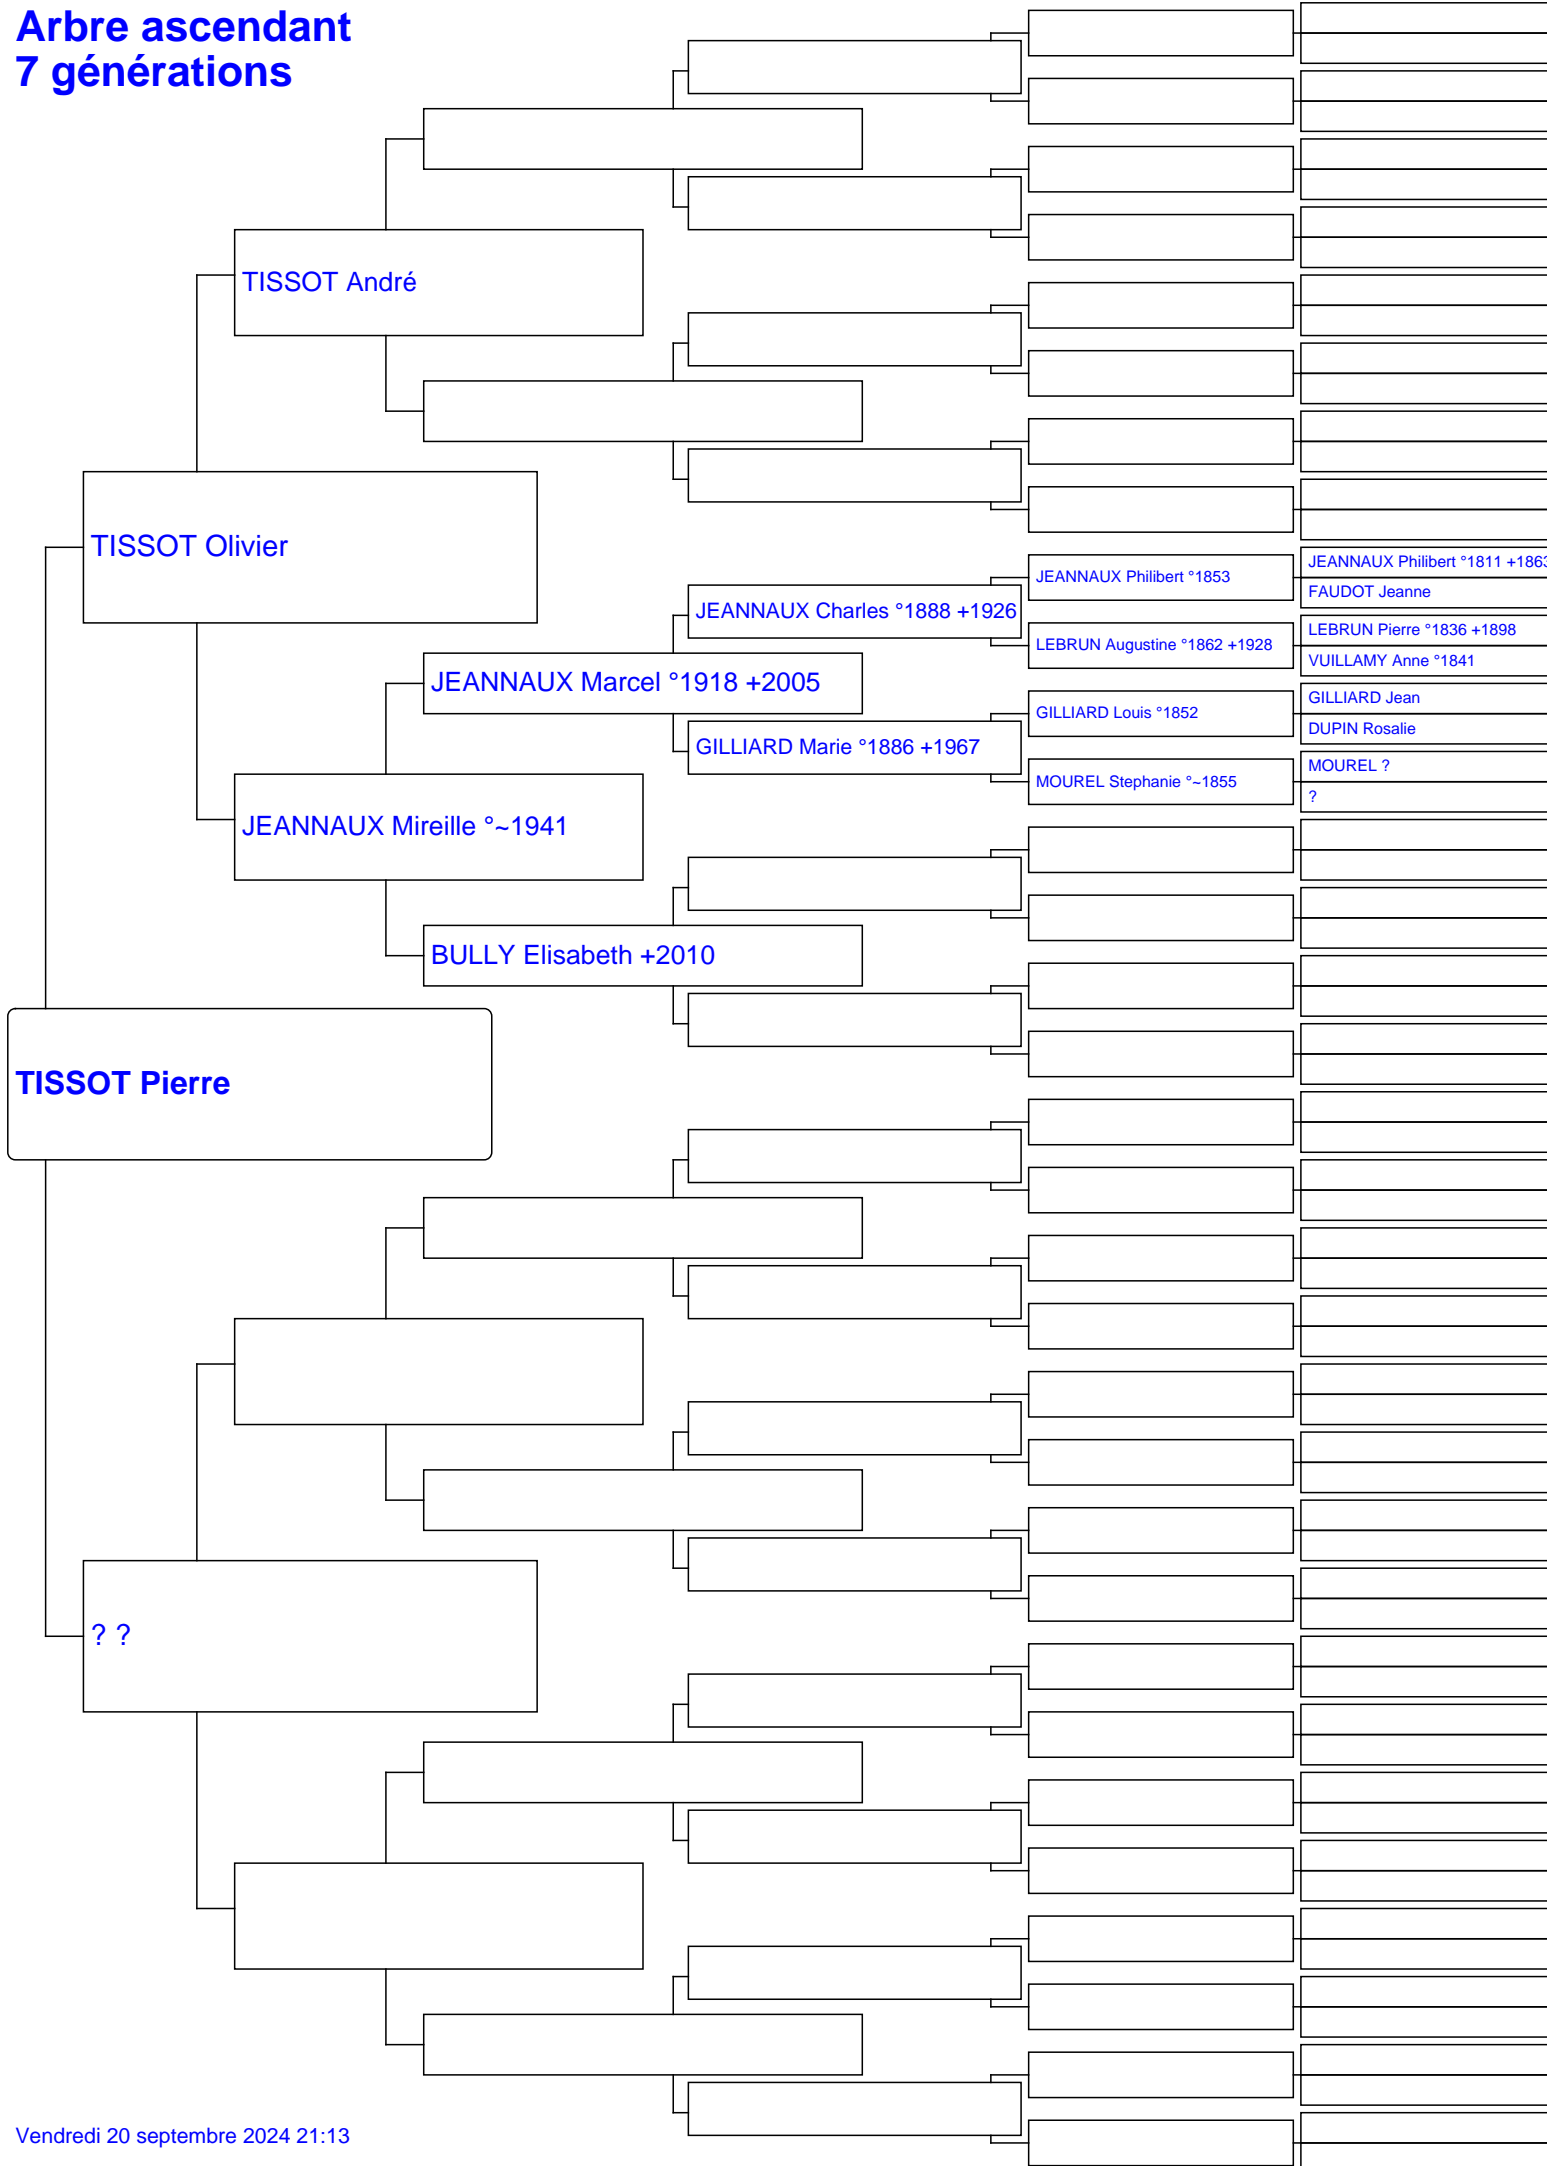 Arbre ascendant
7 générations
TISSOT André
TISSOT Olivier
JEANNAUX Philibert °1811 +1863
JEANNAUX Philibert °1853
FAUDOT Jeanne
JEANNAUX Charles °1888 +1926
LEBRUN Pierre °1836 +1898
LEBRUN Augustine °1862 +1928
VUILLAMY Anne °1841
JEANNAUX Marcel °1918 +2005
GILLIARD Jean
GILLIARD Louis °1852
DUPIN Rosalie
GILLIARD Marie °1886 +1967
MOUREL ?
MOUREL Stephanie °~1855
?
JEANNAUX Mireille °~1941
BULLY Elisabeth +2010
TISSOT Pierre
? ?
Vendredi 20 septembre 2024 21:13